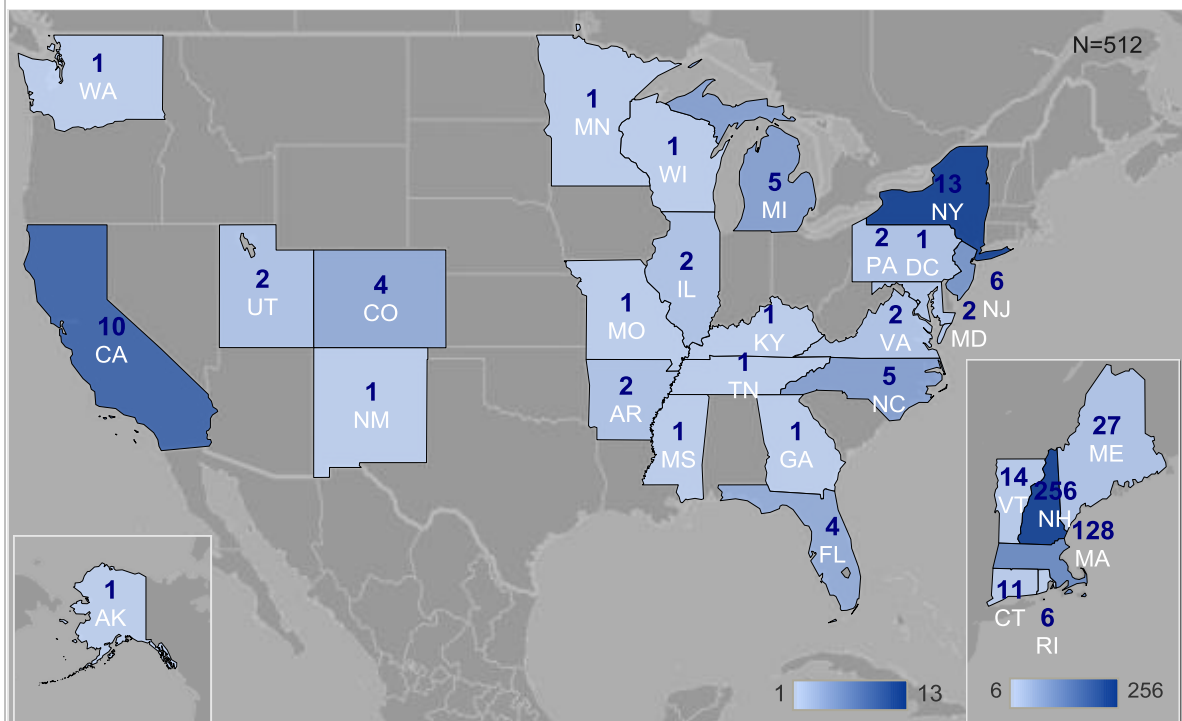 N=512
1
WA
1
MN
1
WI
5
MI
13
NY
2
PA
1
DC
6
NJ
2
MD
10
CA
2
UT
4
CO
2
IL
1
MO
1
KY
2
VA
1
NM
2
AR
1
TN
5
NC
1
MS
1
GA
4
FL
1
AK
27
ME
14
VT
256
NH
128
MA
11
CT
6
RI
1 13
6 256